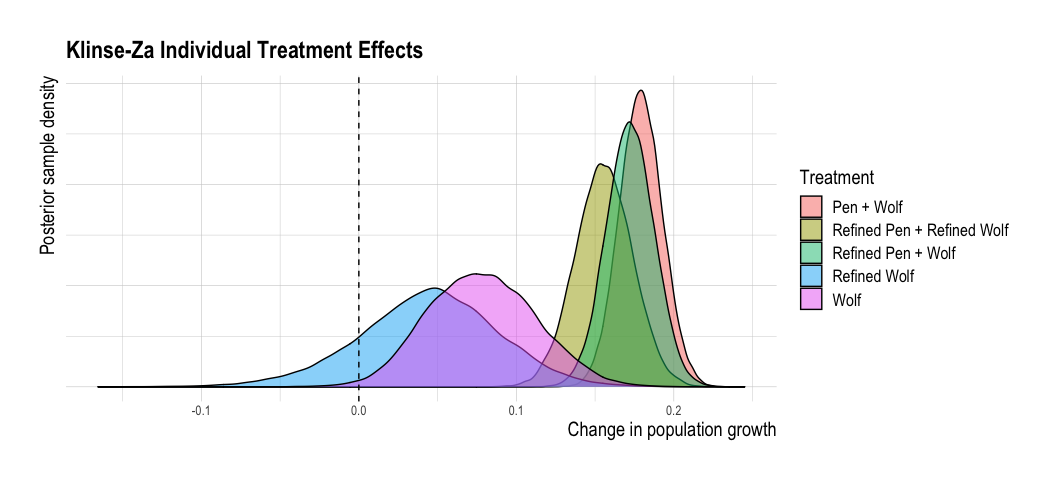 Klinse-Za Individual Treatment Effects
Posterior sample density
-0.1
0.0
0.1
0.2
Change in population growth
Treatment
Pen + Wolf
Refined Pen + Refined Wolf
Refined Pen + Wolf
Refined Wolf
Wolf